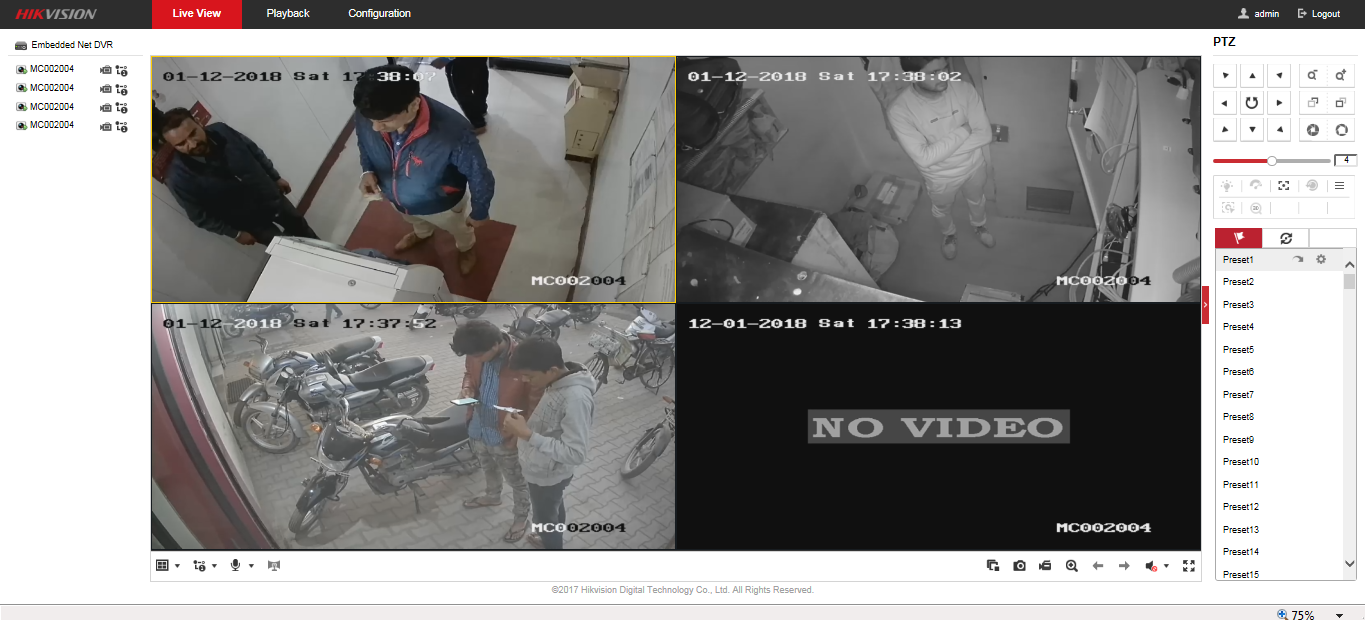 HIKVISION
Live View
Playback
Configuration
admin
Logout
Embedded Net DVR
MC002004
MC002004
MC002004
MC002004
01-12-2018 Sat 17:38:07
MC002004
01-12-2018 Sat 17:38:02
MC002004
01-12-2018 Sat 17:37:52
MC002004
12-01-2018 Sat 17:38:13
NO VIDEO
MC002004
PTZ
4
Preset1
Preset2
Preset3
Preset4
Preset5
Preset6
Preset7
Preset8
Preset9
Preset10
Preset11
Preset12
Preset13
Preset14
Preset15
©2017 Hikvision Digital Technology Co., Ltd. All Rights Reserved.
75%